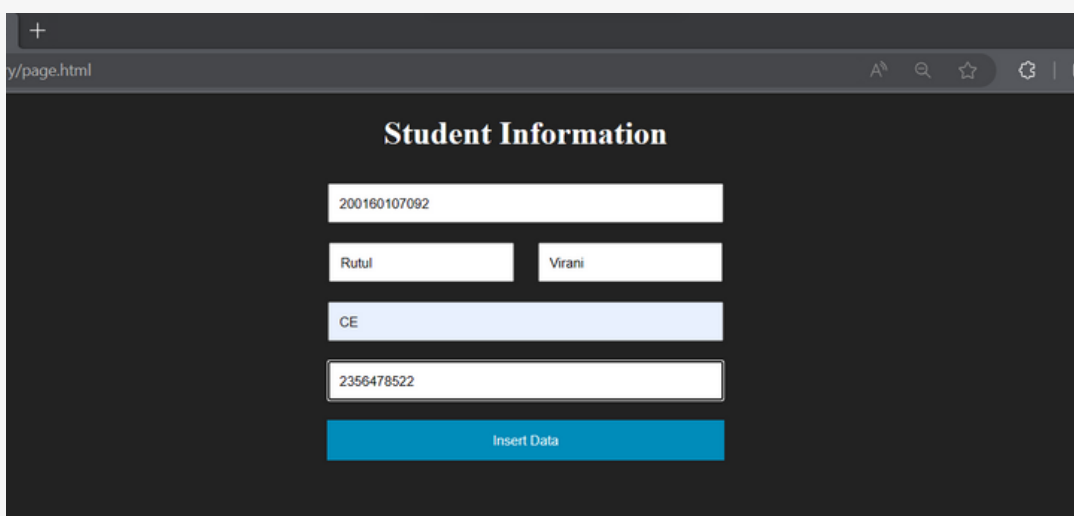 y/page.html
Student Information
200160107092
Rutul Virani
CE
2356478522
Insert Data